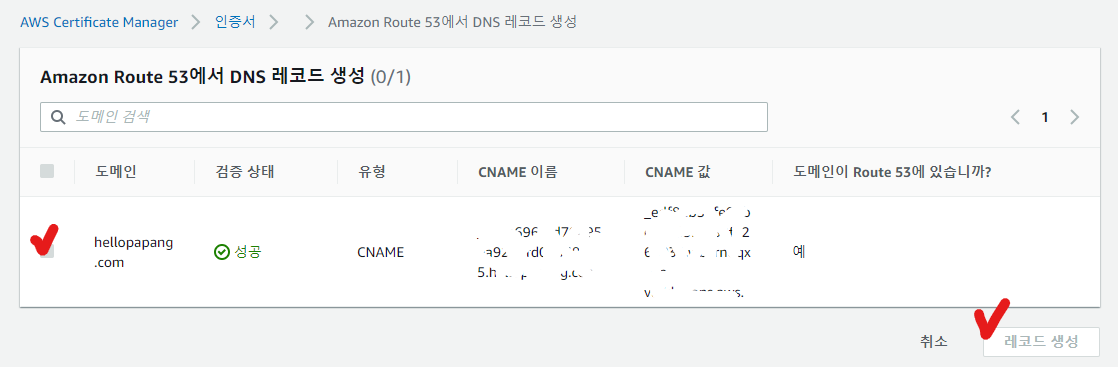 AWS Certificate Manager > 인증서 > > Amazon Route 53에서 DNS 레코드 생성
Amazon Route 53에서 DNS 레코드 생성 (0/1)
도메인 검색
1
도메인 검증 상태 유형 CNAME 이름 CNAME 값 도메인이 Route 53에 있습니까?
hellopapang
.com
성공
CNAME
예
취소 레코드 생성